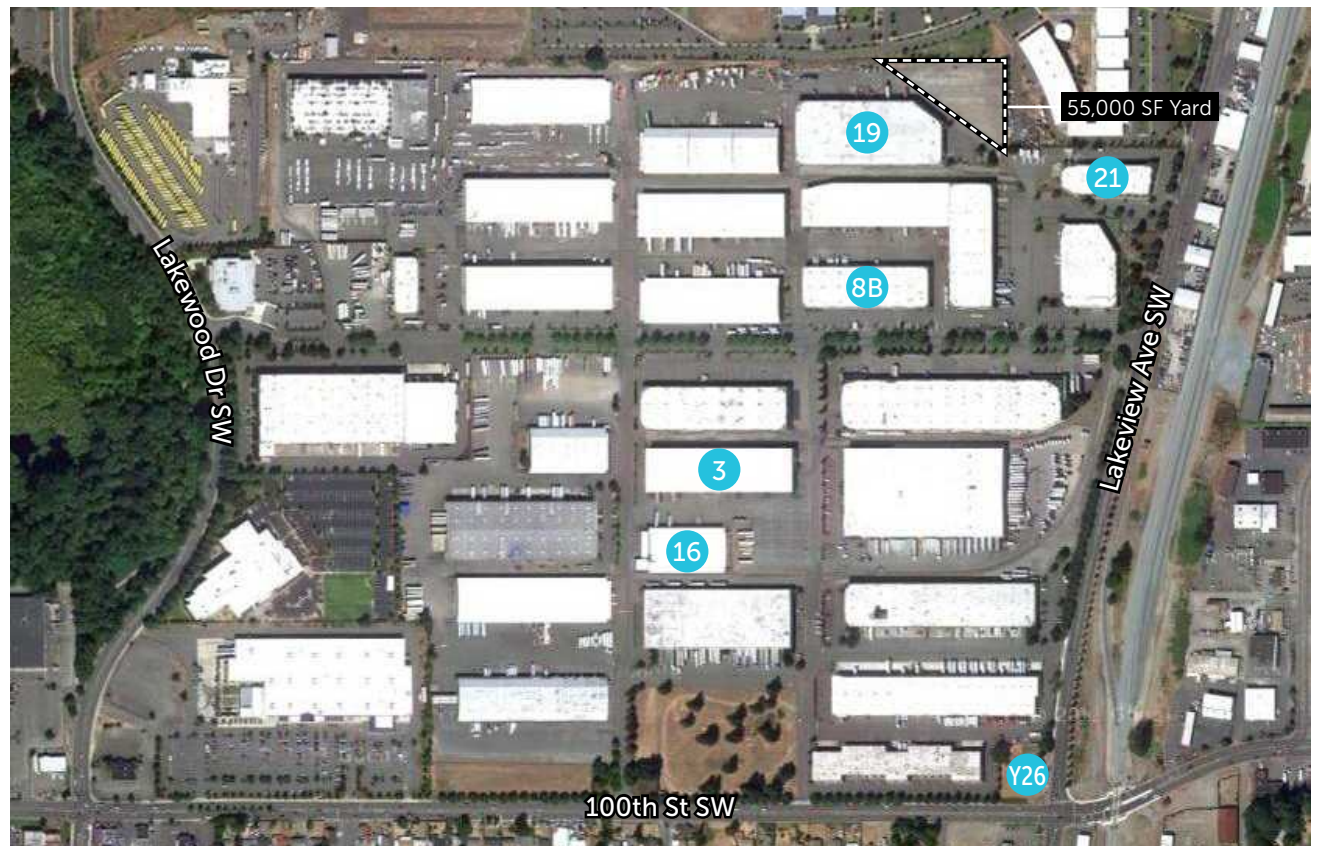 55,000 SF Yard
19
21
Lakewood Dr SW
8B
Lakeview Ave SW
3
16
Y26
100th St SW